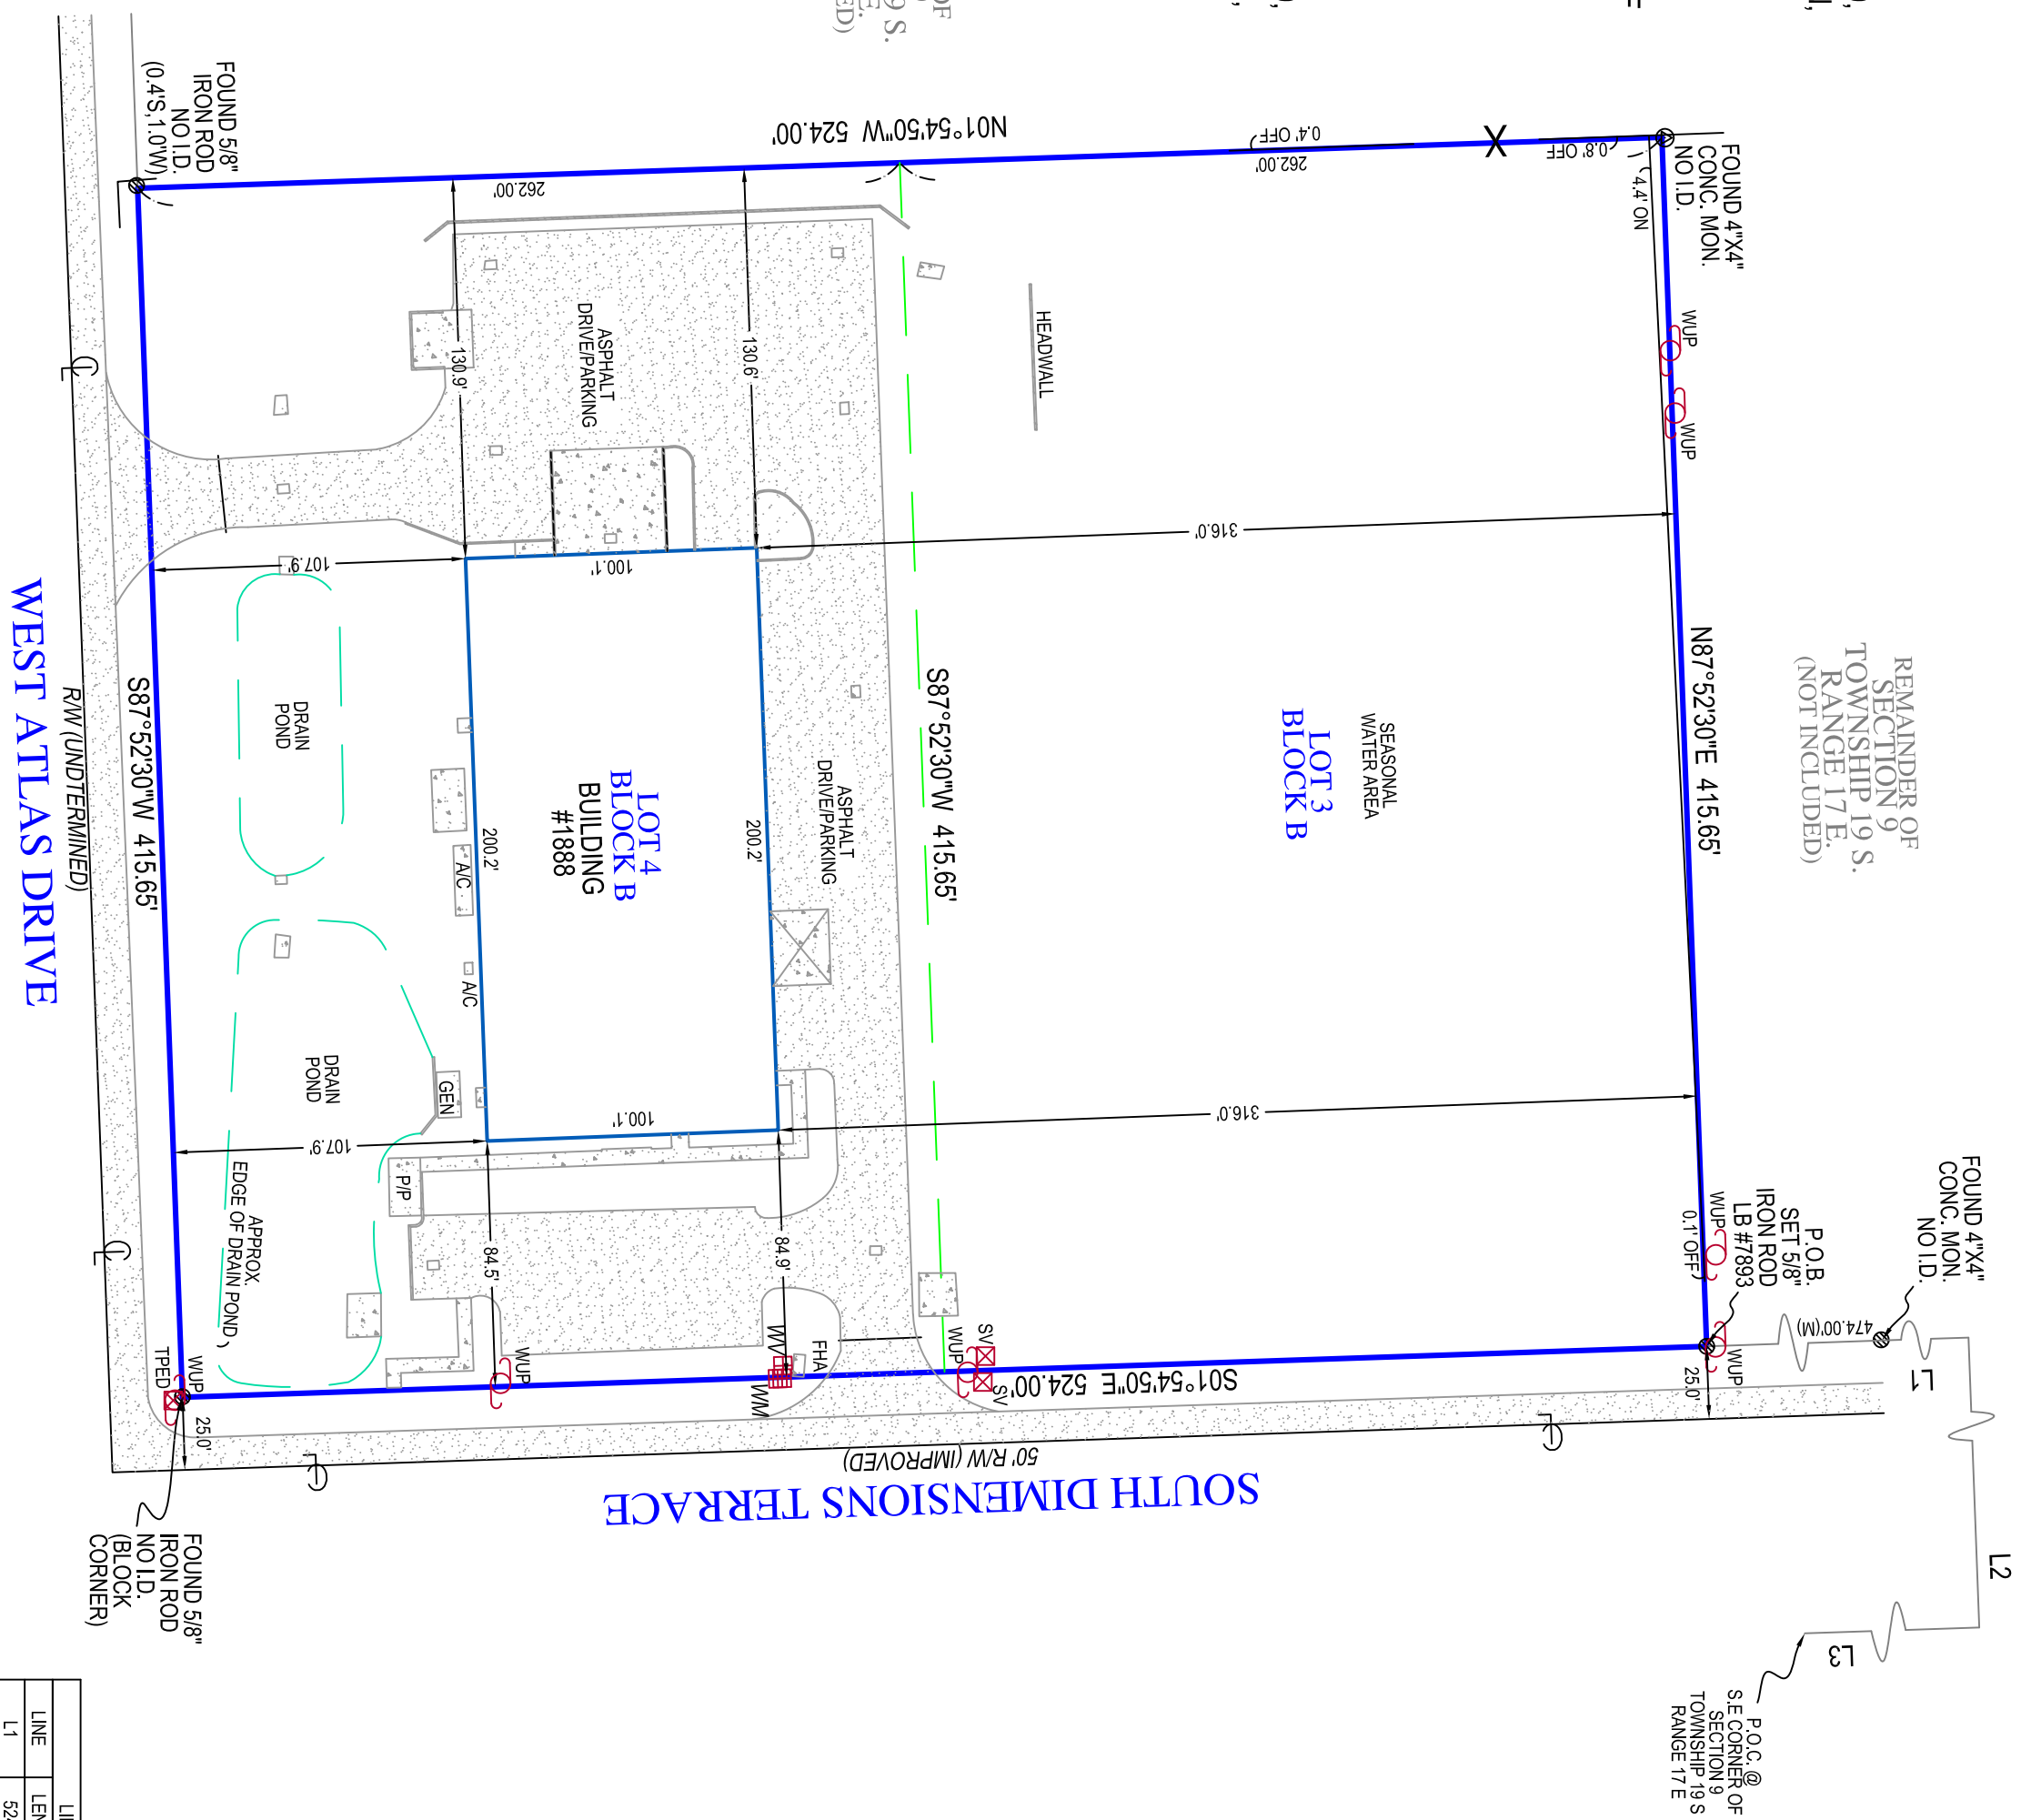 REMAINDER OF
SECTION 9
TOWNSHIP 19 S.
RANGE 17 E.
(NOT INCLUDED)
FOUND 4"X4"
CONC. MON.
NO I.D.
4.4' ON
0.8' OFF
X
0.4' OFF
262.00'
N01°54'50"W 524.00'
262.00'
FOUND 5/8"
IRON ROD
NO I.D.
(0.4'S,1.0'W)
WUP
WUP
N87°52'30"E 415.65'
WUP
0.1' OFF
P.O.B.
SET 5/8"
IRON ROD
LB #7893
WUP
25.0'
FOUND 4"X4"
CONC. MON.
NO I.D.
474.00'(M)
L1
L2
L3
P.O.C. @
S.E CORNER OF
SECTION 9
TOWNSHIP 19 S
RANGE 17 E
HEADWALL
316.0'
SEASONAL
WATER AREA
LOT 3
BLOCK B
316.0'
S87°52'30"W 415.65'
ASPHALT
DRIVE/PARKING
130.6'
130.9'
ASPHALT
DRIVE/PARKING
100.1'
200.2'
LOT 4
BLOCK B
BUILDING
#1888
200.2'
100.1'
A/C
A/C
GEN
P/P
107.9'
107.9'
84.9'
84.5'
DRAIN
POND
DRAIN
POND
APPROX.
EDGE OF DRAIN POND
FHA
WV
WM
WUP
SV
SV
WUP
S01°54'50"E 524.00'
50' R/W (IMPROVED)
SOUTH DIMENSIONS TERRACE
WUP
TPED
25.0'
FOUND 5/8"
IRON ROD
NO I.D.
(BLOCK
CORNER)
S87°52'30"W 415.65'
R/W (UNDTERMINED)
WEST ATLAS DRIVE
LINE
L1